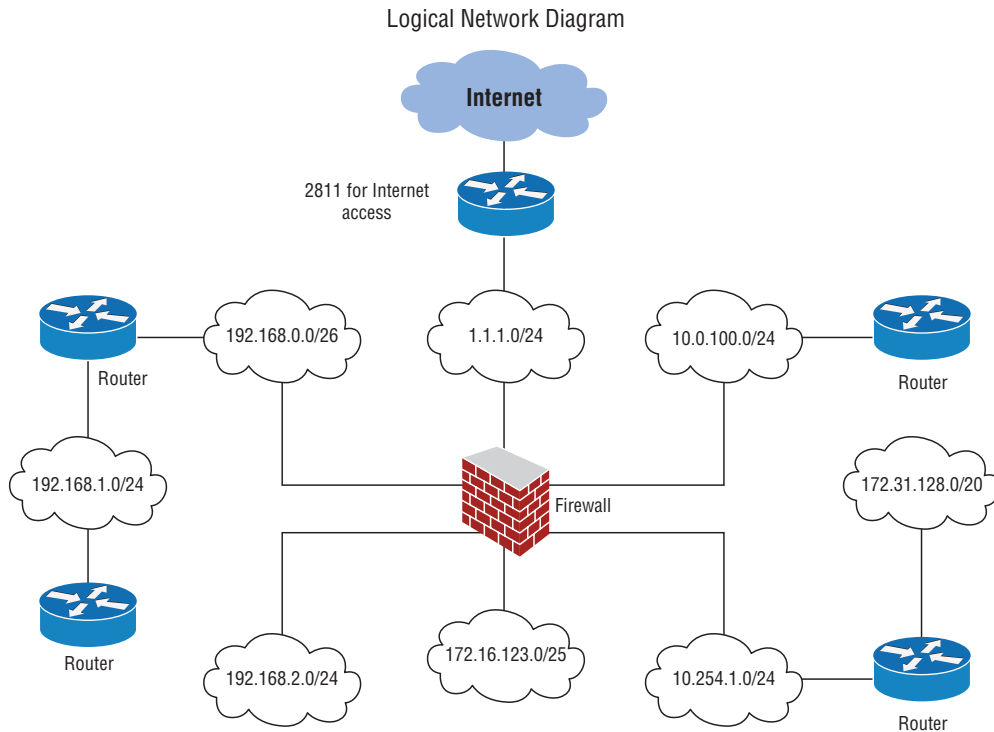 Logical Network Diagram
Internet
2811 for Internet
access
192.168.0.0/26
1.1.1.0/24
10.0.100.0/24
Router
Router
192.168.1.0/24
Firewall
172.31.128.0/20
Router
192.168.2.0/24
172.16.123.0/25
10.254.1.0/24
Router